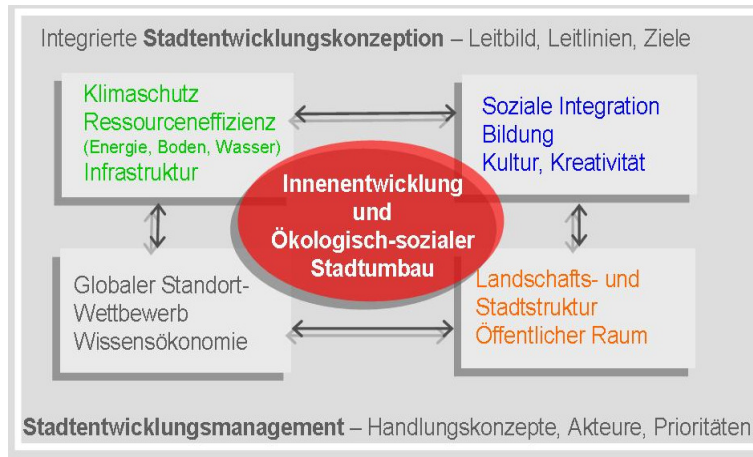 Integrierte Stadtentwicklungskonzeption – Leitbild, Leitlinien, Ziele
Klimaschutz
Ressourceneffizienz
(Energie, Boden, Wasser)
Infrastruktur
Soziale Integration
Bildung
Kultur, Kreativität
Innenentwicklung
und
Ökologisch-sozialer
Stadtumbau
Globaler Standort-
Wettbewerb
Wissensökonomie
Landschafts- und
Stadtstruktur
Öffentlicher Raum
Stadtentwicklungsmanagement – Handlungskonzepte, Akteure, Prioritäten